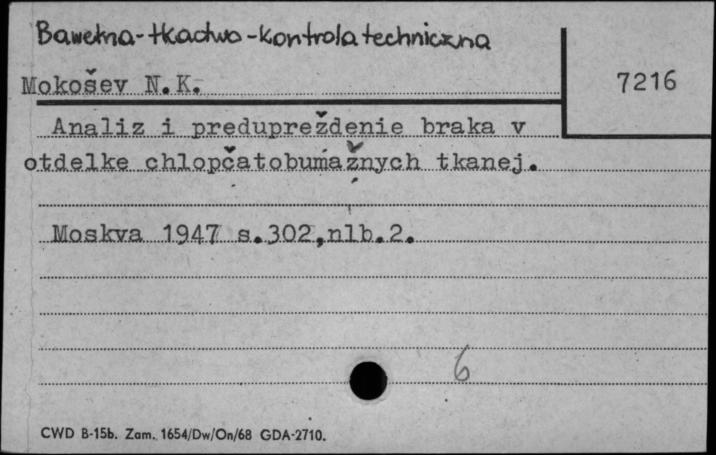 Bawełna-tkactwo-kontrola techniczna
Mokošev N.K.
7216
Analiz i predupreždenie braka v
otdelke chlopčatobumažnych tkanej.
Moskva 1947 s.302,nlb.2.
6
CWD B-15b. Zam. 1654/Dw/On/68 GDA-2710.